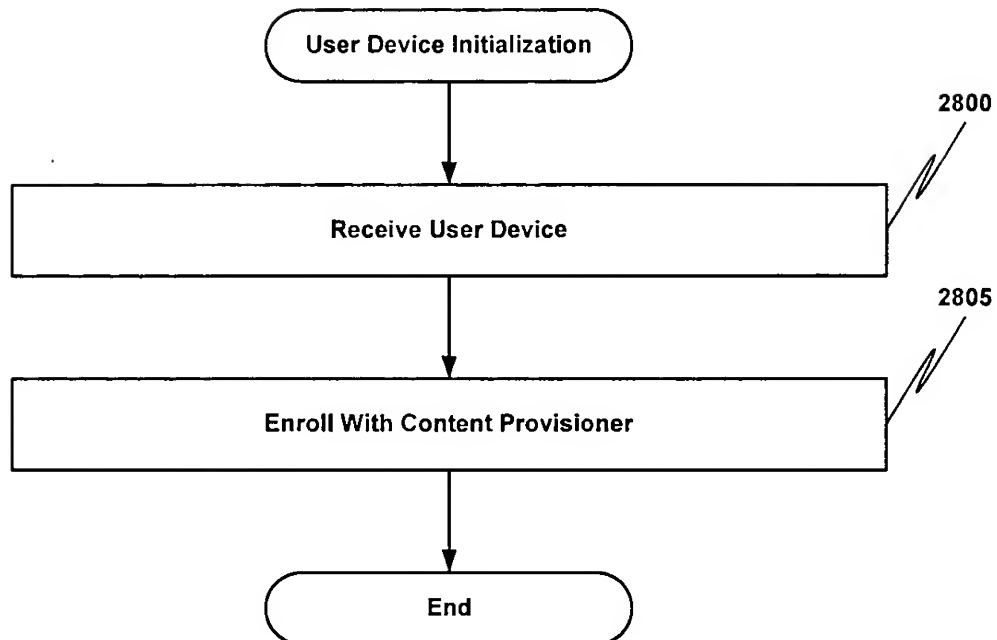 User Device Initialization
2800
Receive User Device
2805
Enroll With Content Provisioner
End